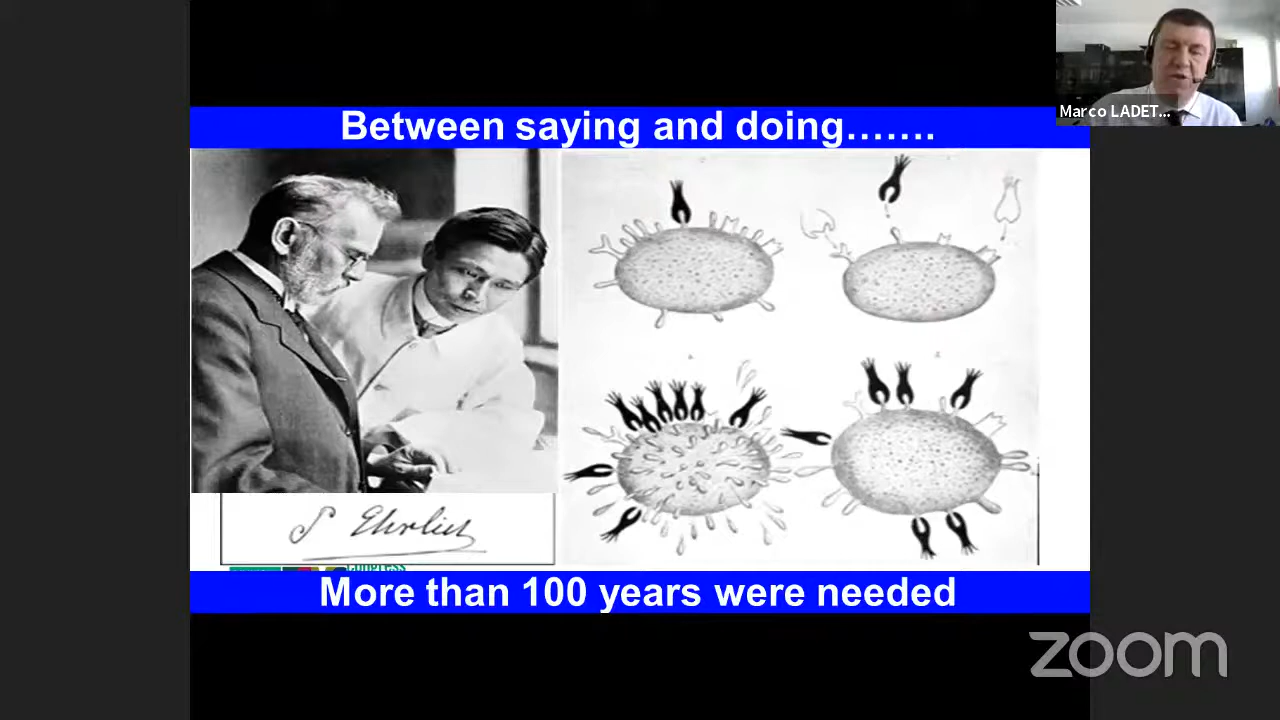 Marco LADET...
Between saying and doing.......
P Ehrlich
More than 100 years were needed
zoom